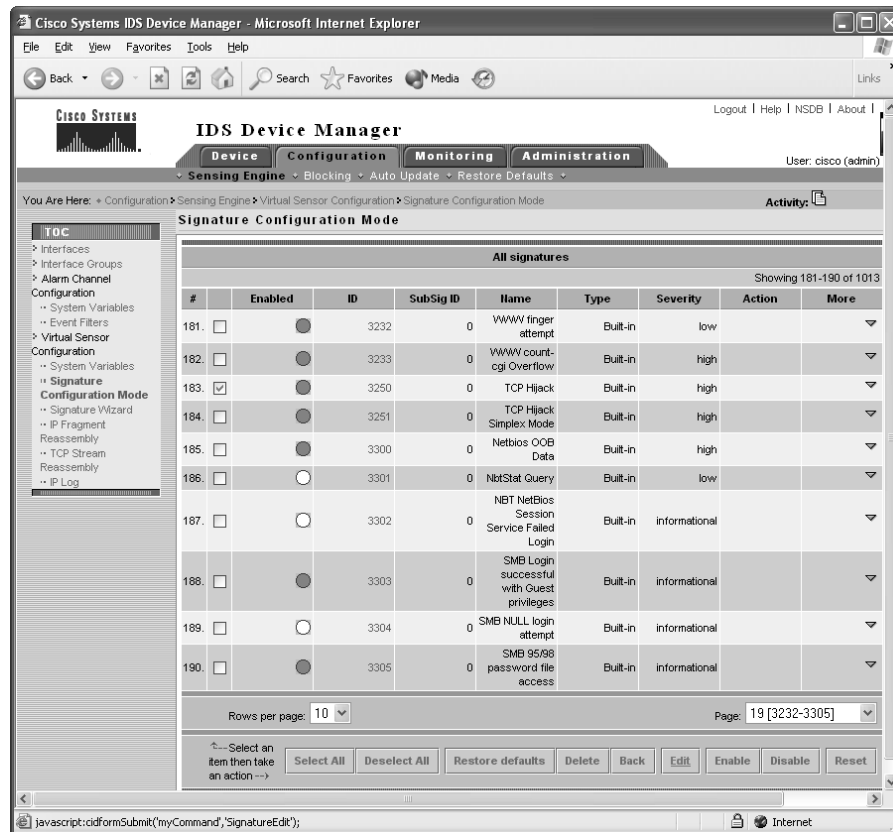 Cisco Systems IDS Device Manager - Microsoft Internet Explorer
File Edit View Favorites Tools Help
Back Search Favorites Media Links
CISCO SYSTEMS
Logout | Help | NSDB | About |
IDS Device Manager
Device Configuration Monitoring Administration
User: cisco (admin)
Sensing Engine Blocking Auto Update Restore Defaults
You Are Here: Configuration Sensing Engine Virtual Sensor Configuration Signature Configuration Mode
Activity:
Signature Configuration Mode
TOC
Interfaces
Interface Groups
Alarm Channel
Configuration
System Variables
Event Filters
Virtual Sensor
Configuration
System Variables
Signature
Configuration Mode
Signature Wizard
IP Fragment
Reassembly
TCP Stream
Reassembly
IP Log
All signatures
Showing 181-190 of 1013
# Enabled ID SubSig ID Name Type Severity Action More
181. 3232 0 WWW finger attempt Built-in low
182. 3233 0 WWW count-cgi Overflow Built-in high
183. 3250 0 TCP Hijack Built-in high
184. 3251 0 TCP Hijack Simplex Mode Built-in high
185. 3300 0 Netbios OOB Data Built-in high
186. 3301 0 NbtStat Query Built-in low
187. 3302 0 NBT NetBios Session Service Failed Login Built-in informational
188. 3303 0 SMB Login successful with Guest privileges Built-in informational
189. 3304 0 SMB NULL login attempt Built-in informational
190. 3305 0 SMB 95/98 password file access Built-in informational
Rows per page: 10
Page: 19 [3232-3305]
Select an
item then take
an action -->
Select All Deselect All Restore defaults Delete Back Edit Enable Disable Reset
javascript:cidformSubmit('myCommand','SignatureEdit');
Internet